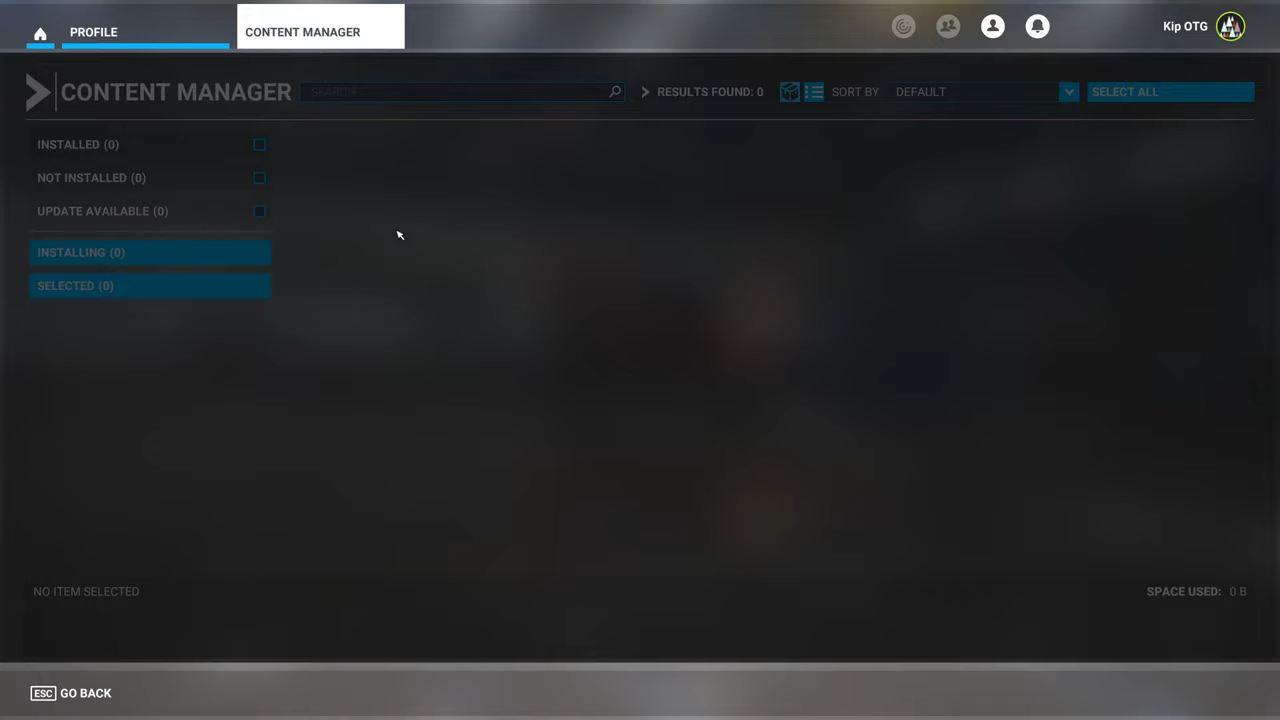 PROFILE
CONTENT MANAGER
Kip OTG
CONTENT MANAGER
SEARCH
RESULTS FOUND: 0
SORT BY
DEFAULT
SELECT ALL
INSTALLED (0)
NOT INSTALLED (0)
UPDATE AVAILABLE (0)
INSTALLING (0)
SELECTED (0)
NO ITEM SELECTED
SPACE USED: 0 B
ESC GO BACK